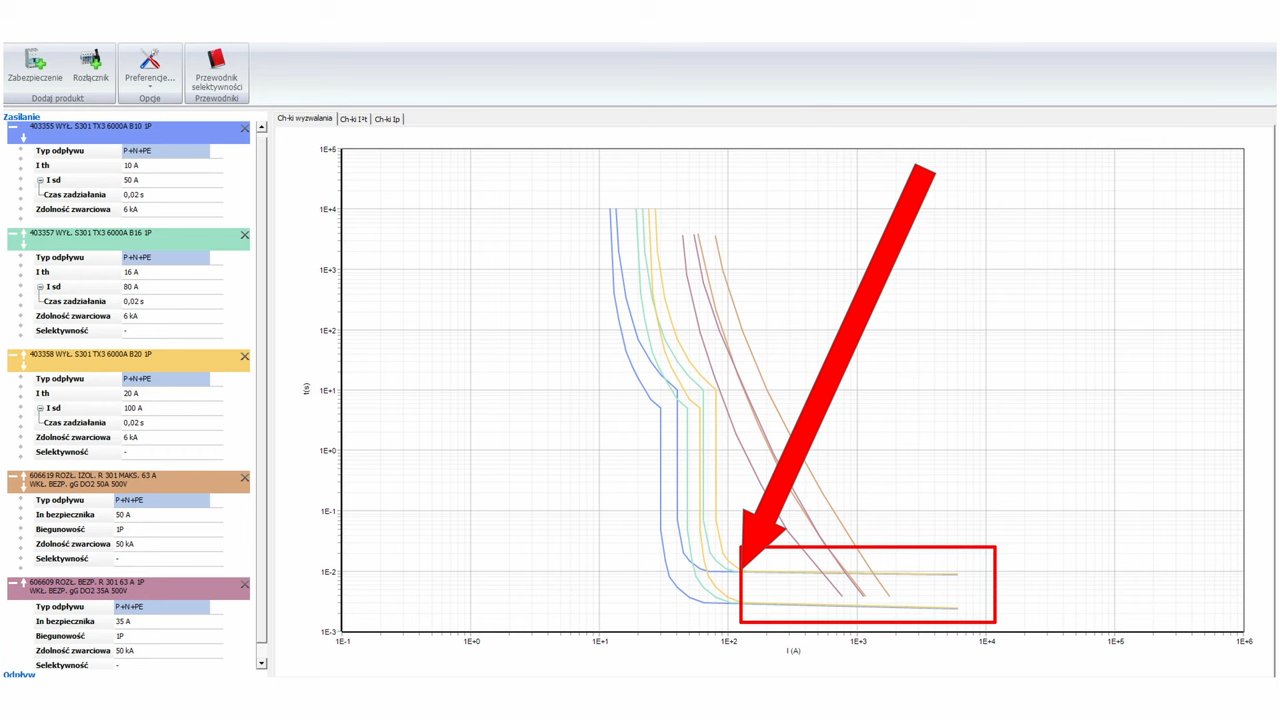 Zabezpieczenie
Rozłącznik
Preferencje...
Przewodnik
selektywności
Dodaj produkt
Opcje
Przewodniki
Zasilanie
403355 WYŁ. S301 TX3 6000A B10 1P
Typ odpływu P+N+PE
I th 10 A
I sd 50 A
Czas zadziałania 0,02 s
Zdolność zwarciowa 6 kA
403357 WYŁ. S301 TX3 6000A B16 1P
Typ odpływu P+N+PE
I th 16 A
I sd 80 A
Czas zadziałania 0,02 s
Zdolność zwarciowa 6 kA
Selektywność -
403358 WYŁ. S301 TX3 6000A B20 1P
Typ odpływu P+N+PE
I th 20 A
I sd 100 A
Czas zadziałania 0,02 s
Zdolność zwarciowa 6 kA
Selektywność -
606619 ROZŁ. IZOL. R 301 MAKS. 63 A
WKŁ. BEZP. gG DO2 50A 500V
Typ odpływu P+N+PE
In bezpiecznika 50 A
Biegunowość 1P
Zdolność zwarciowa 50 kA
Selektywność -
606609 ROZŁ. BEZP. R 301 63 A 1P
WKŁ. BEZP. gG DO2 35A 500V
Typ odpływu P+N+PE
In bezpiecznika 35 A
Biegunowość 1P
Zdolność zwarciowa 50 kA
Selektywność -
Odpływ
Ch-ki wyzwalania
Ch-ki I²t
Ch-ki Ip
1E+5
1E+4
1E+3
1E+2
1E+1
1E+0
1E-1
1E-2
1E-3
t(s)
1E-1 1E+0 1E+1 1E+2 1E+3 1E+4 1E+5 1E+6
I (A)